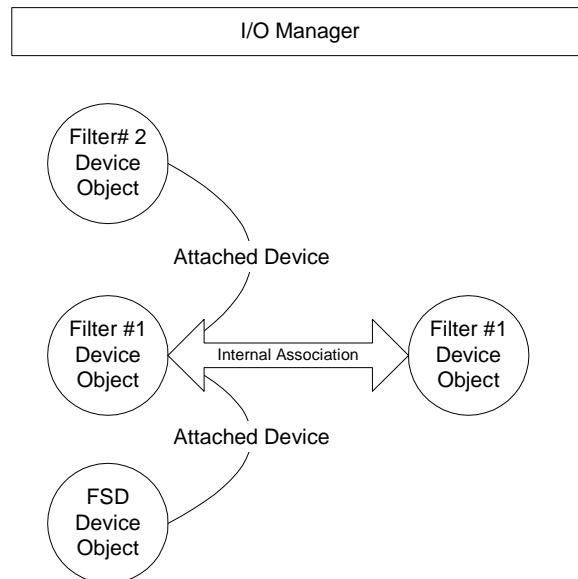 I/O Manager
Filter# 2
Device
Object
Attached Device
Filter #1
Device
Object
Internal Association
Filter #1
Device
Object
Attached Device
FSD
Device
Object